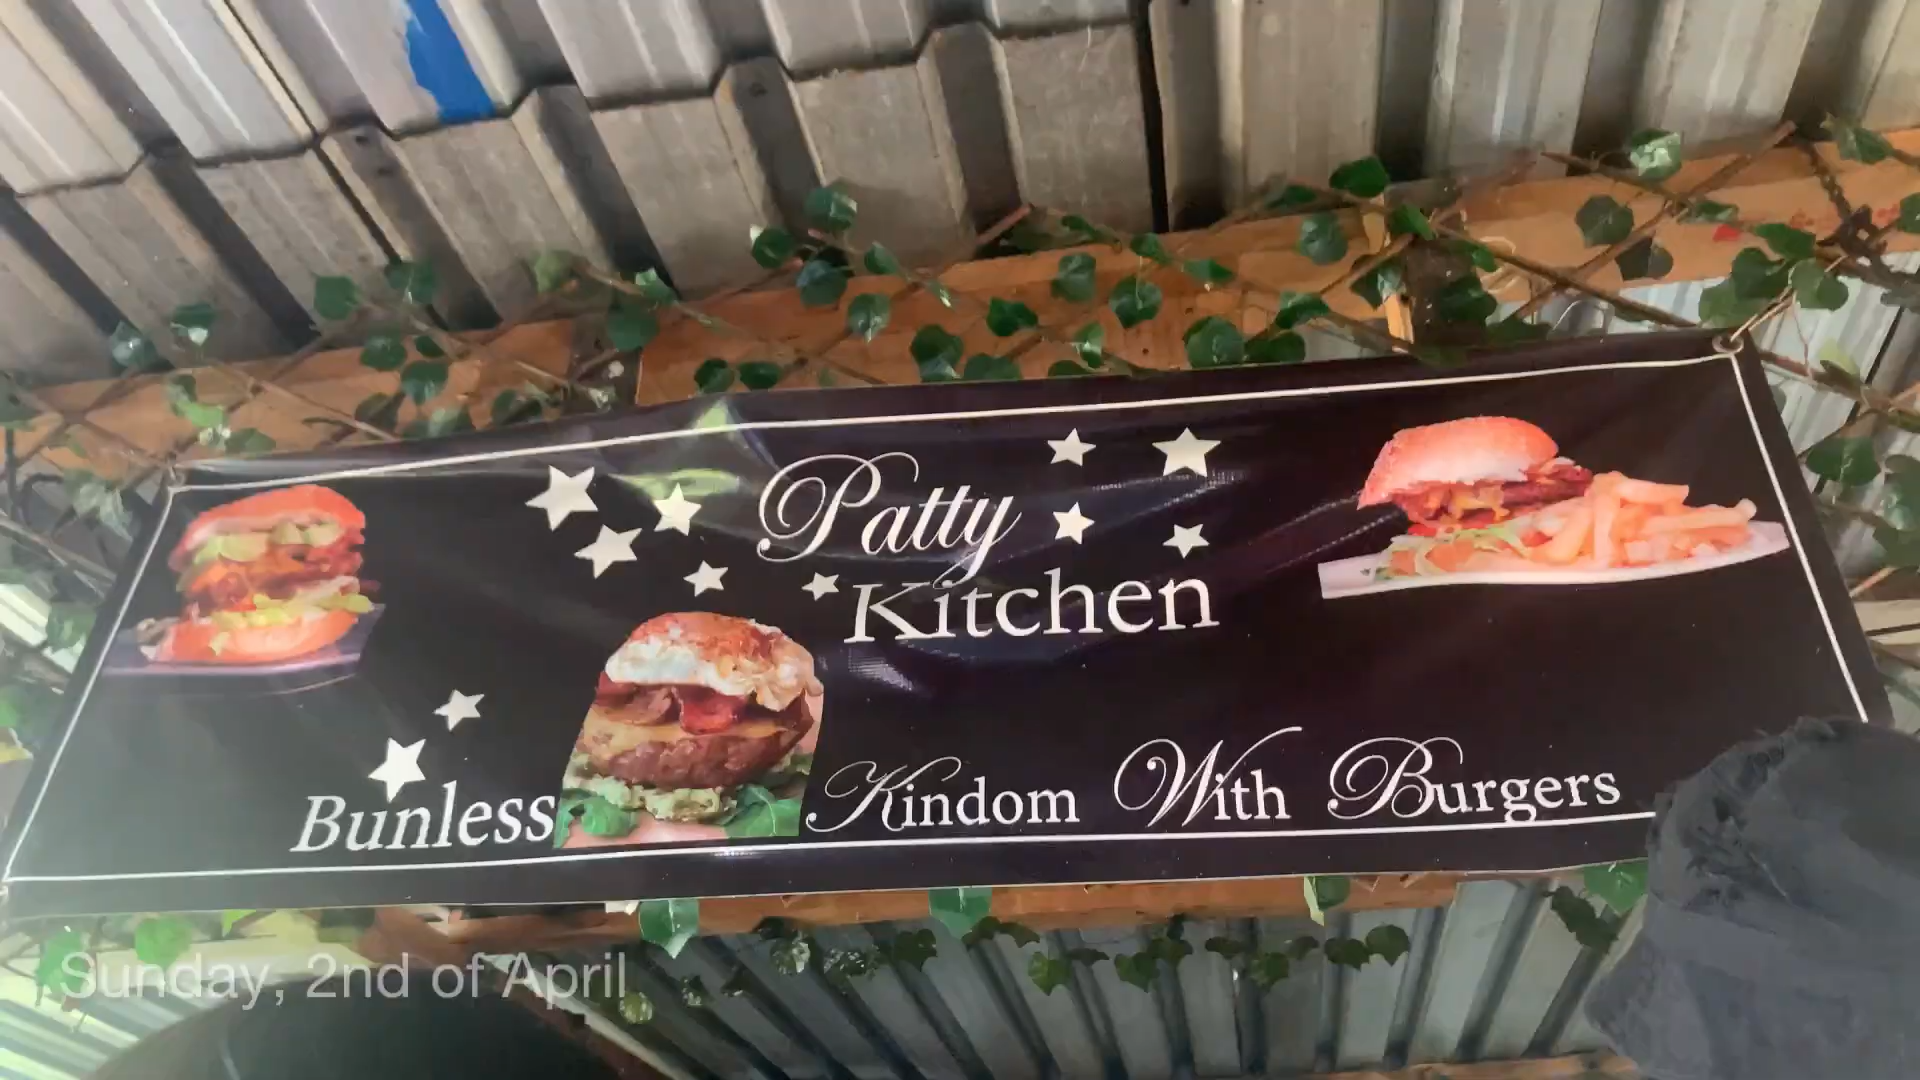 Patty
Kitchen
Bunless Kindom With Burgers
Sunday, 2nd of April